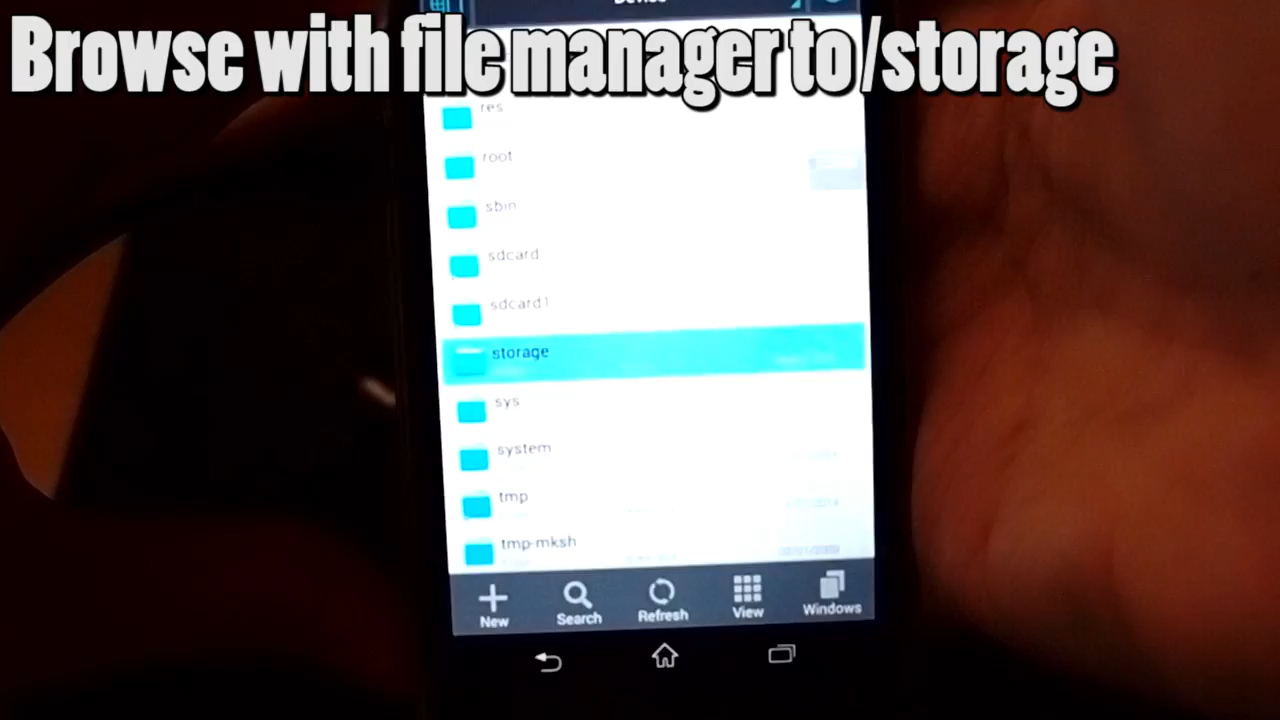 Device
Browse with file manager to /storage
res
root
sbin
sdcard
sdcard1
storage
sys
system
tmp
tmp-mksh
New
Search
Refresh
View
Windows